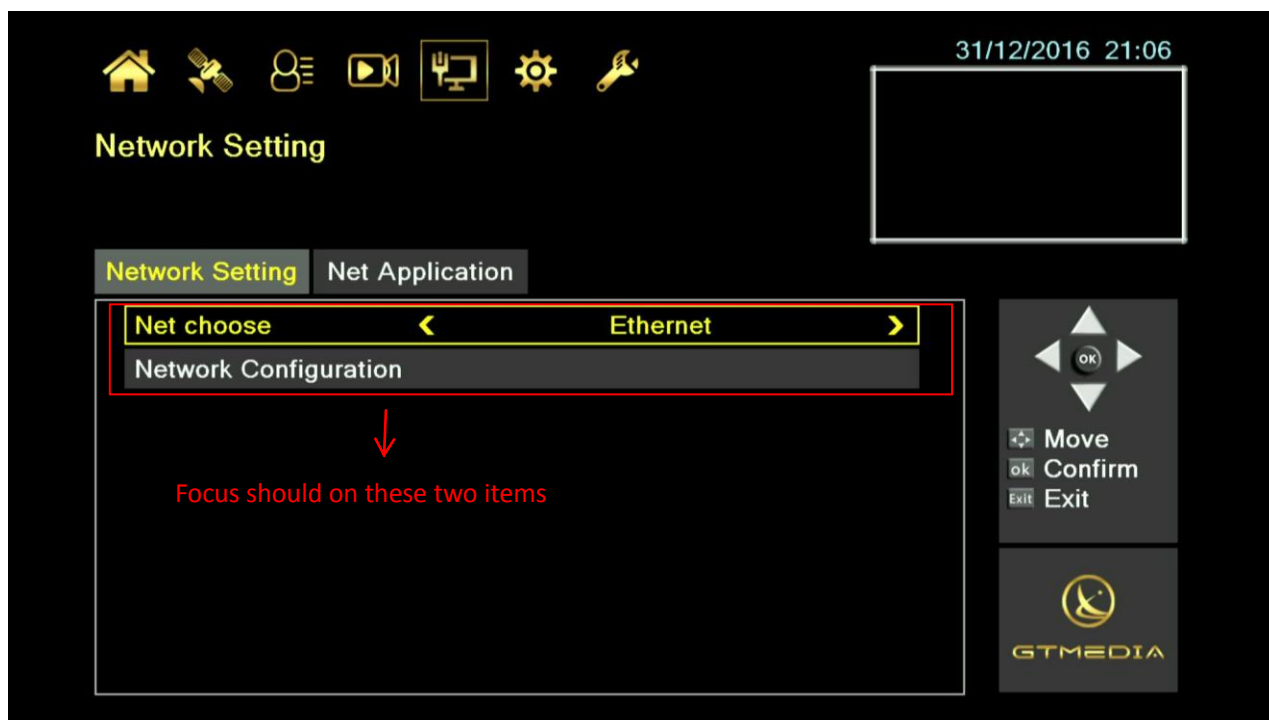 31/12/2016 21:06
Network Setting
Network Setting Net Application
Net choose Ethernet
Network Configuration
Focus should on these two items
OK
Move
ok Confirm
Exit Exit
GTMEDIA